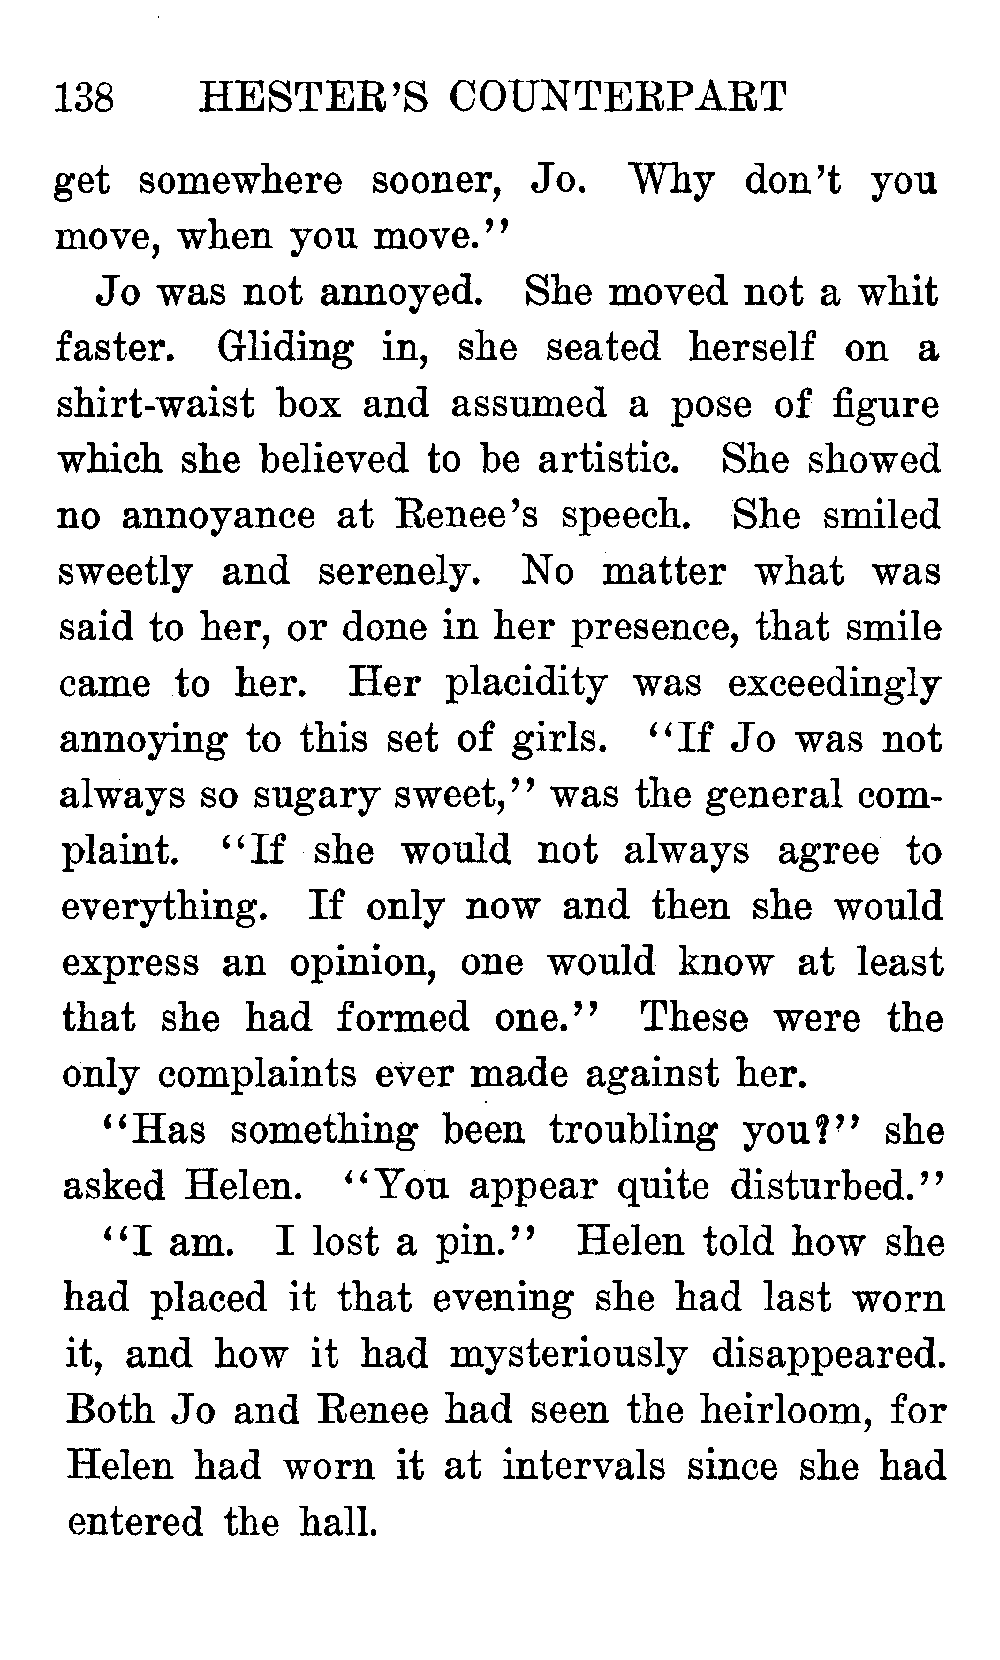 138 HESTER'S COUNTERPART
get somewhere sooner, Jo. Why don't you
move, when you move."
Jo was not annoyed. She moved not a whit
faster. Gliding in, she seated herself on a
shirt-waist box and assumed a pose of figure
which she believed to be artistic. She showed
no annoyance at Renee's speech. She smiled
sweetly and serenely. No matter what was
said to her, or done in her presence, that smile
came to her. Her placidity was exceedingly
annoying to this set of girls. "If Jo was not
always so sugary sweet," was the general com-
plaint. "If she would not always agree to
everything. If only now and then she would
express an opinion, one would know at least
that she had formed one." These were the
only complaints ever made against her.
"Has something been troubling you?" she
asked Helen. "You appear quite disturbed."
"I am. I lost a pin." Helen told how she
had placed it that evening she had last worn
it, and how it had mysteriously disappeared.
Both Jo and Renee had seen the heirloom, for
Helen had worn it at intervals since she had
entered the hall.